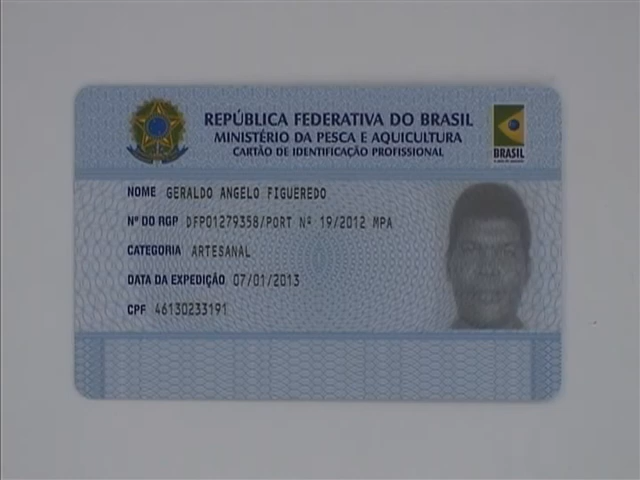 REPÚBLICA FEDERATIVA DO BRASIL
MINISTÉRIO DA PESCA E AQUICULTURA
CARTÃO DE IDENTIFICAÇÃO PROFISSIONAL
BRASIL
NOME GERALDO ANGELO FIGUEREDO
Nº DO RGP DFP01279358/PORT Nº 19/2012 MPA
CATEGORIA ARTESANAL
DATA DA EXPEDIÇÃO 07/01/2013
CPF 46130233191